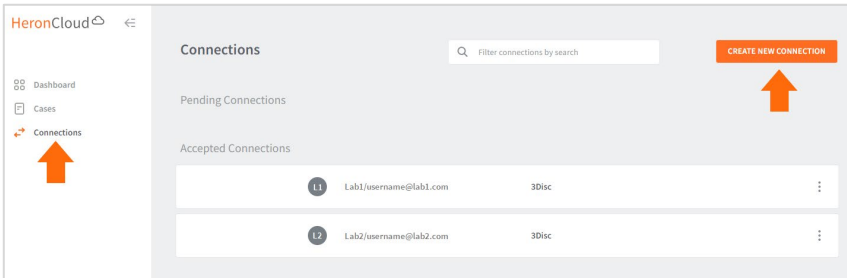 HeronCloud
Dashboard
Cases
Connections
Connections
Filter connections by search
CREATE NEW CONNECTION
Pending Connections
Accepted Connections
L1 Lab1/username@lab1.com 3Disc
L2 Lab2/username@lab2.com 3Disc